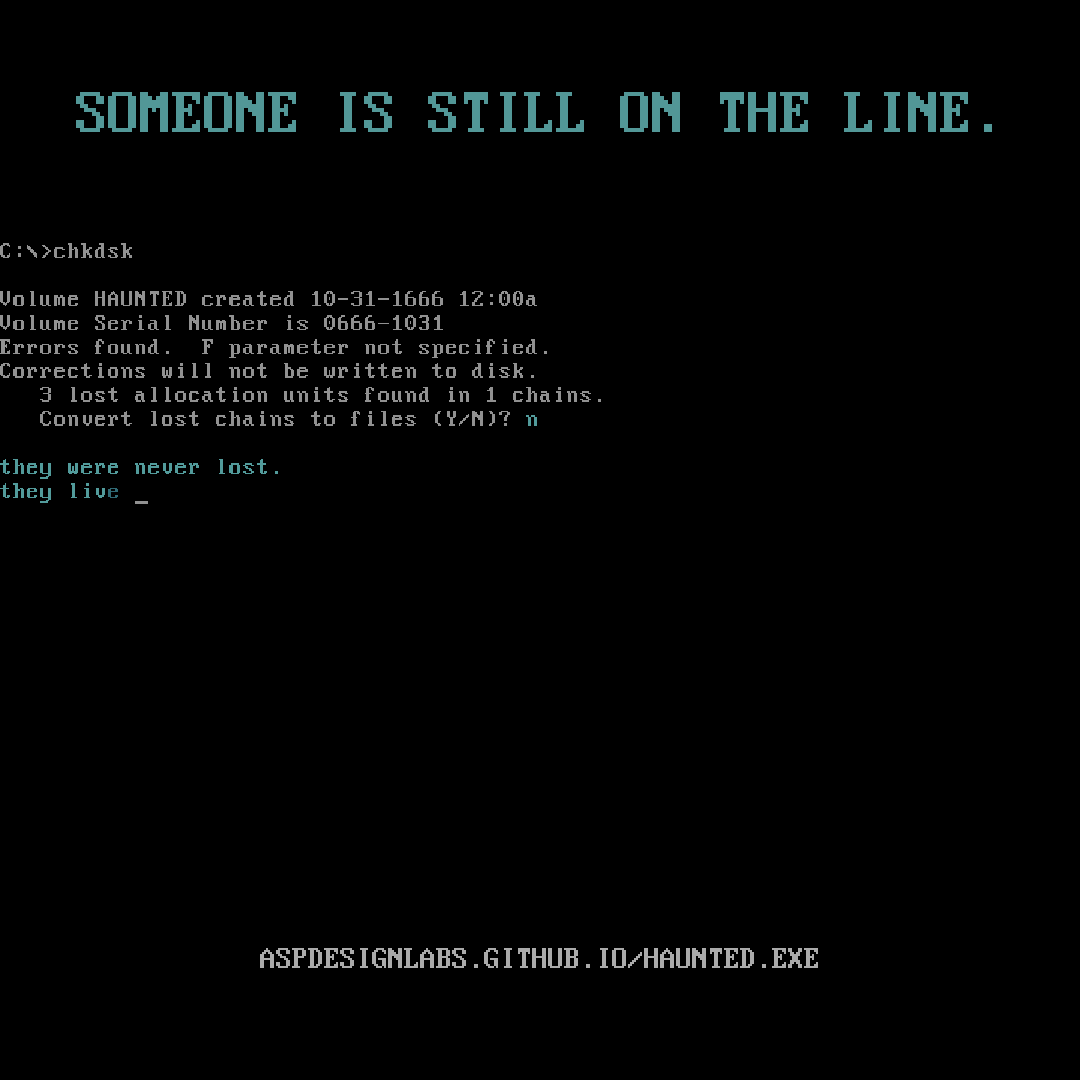 SOMEONE IS STILL ON THE LINE.
C:\>chkdsk
Volume HAUNTED created 10-31-1666 12:00a
Volume Serial Number is 0666-1031
Errors found.  F parameter not specified.
Corrections will not be written to disk.
   3 lost allocation units found in 1 chains.
   Convert lost chains to files (Y/N)? n
they were never lost.
they live _
ASPDESIGNLABS.GITHUB.IO/HAUNTED.EXE